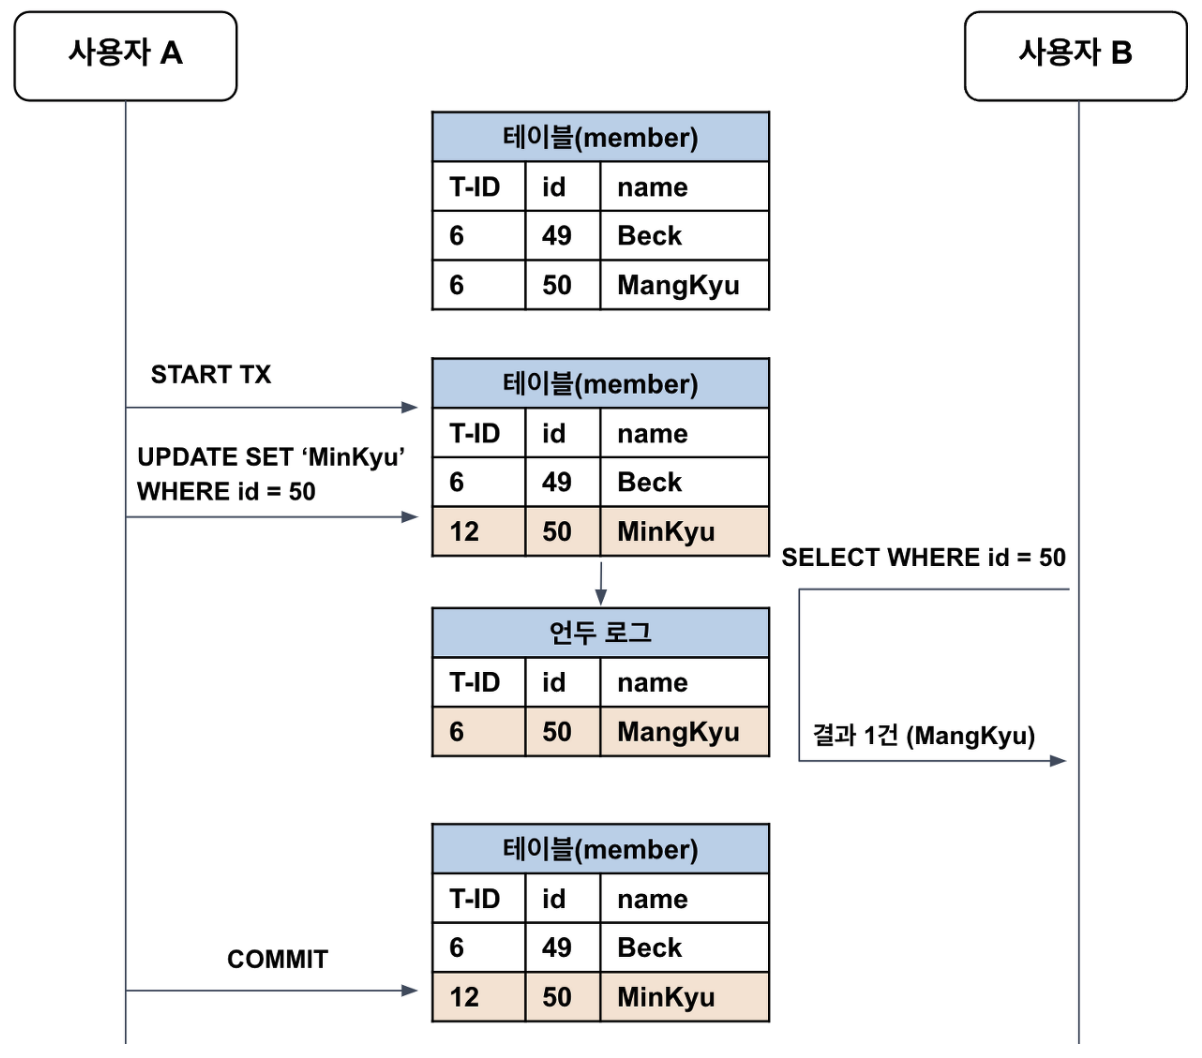 사용자 A
사용자 B
테이블(member)
T-ID id name
6 49 Beck
6 50 MangKyu
START TX
테이블(member)
T-ID id name
UPDATE SET ‘MinKyu’
WHERE id = 50
6 49 Beck
12 50 MinKyu
SELECT WHERE id = 50
언두 로그
T-ID id name
6 50 MangKyu
결과 1건 (MangKyu)
테이블(member)
T-ID id name
6 49 Beck
COMMIT
12 50 MinKyu